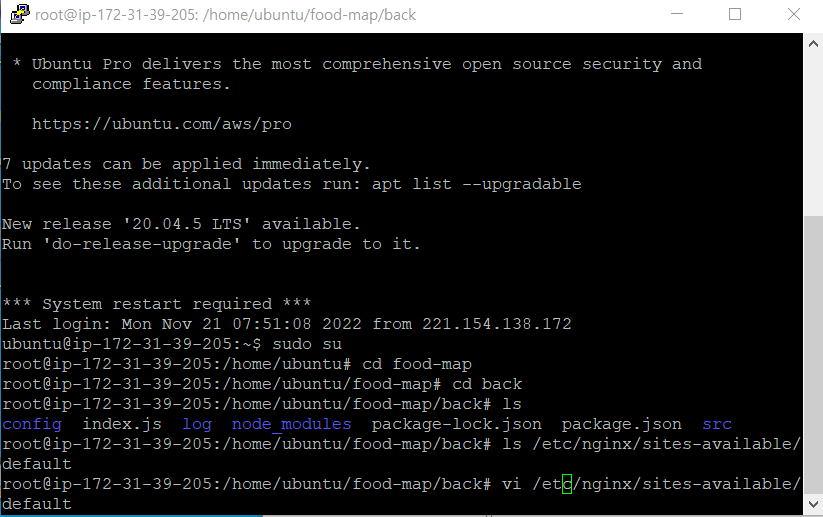 root@ip-172-31-39-205: /home/ubuntu/food-map/back
* Ubuntu Pro delivers the most comprehensive open source security and
compliance features.
https://ubuntu.com/aws/pro
7 updates can be applied immediately.
To see these additional updates run: apt list --upgradable
New release '20.04.5 LTS' available.
Run 'do-release-upgrade' to upgrade to it.
*** System restart required ***
Last login: Mon Nov 21 07:51:08 2022 from 221.154.138.172
ubuntu@ip-172-31-39-205:~$ sudo su
root@ip-172-31-39-205:/home/ubuntu# cd food-map
root@ip-172-31-39-205:/home/ubuntu/food-map# cd back
root@ip-172-31-39-205:/home/ubuntu/food-map/back# ls
config  index.js  log  node_modules  package-lock.json  package.json  src
root@ip-172-31-39-205:/home/ubuntu/food-map/back# ls /etc/nginx/sites-available/
default
root@ip-172-31-39-205:/home/ubuntu/food-map/back# vi /etc/nginx/sites-available/
default